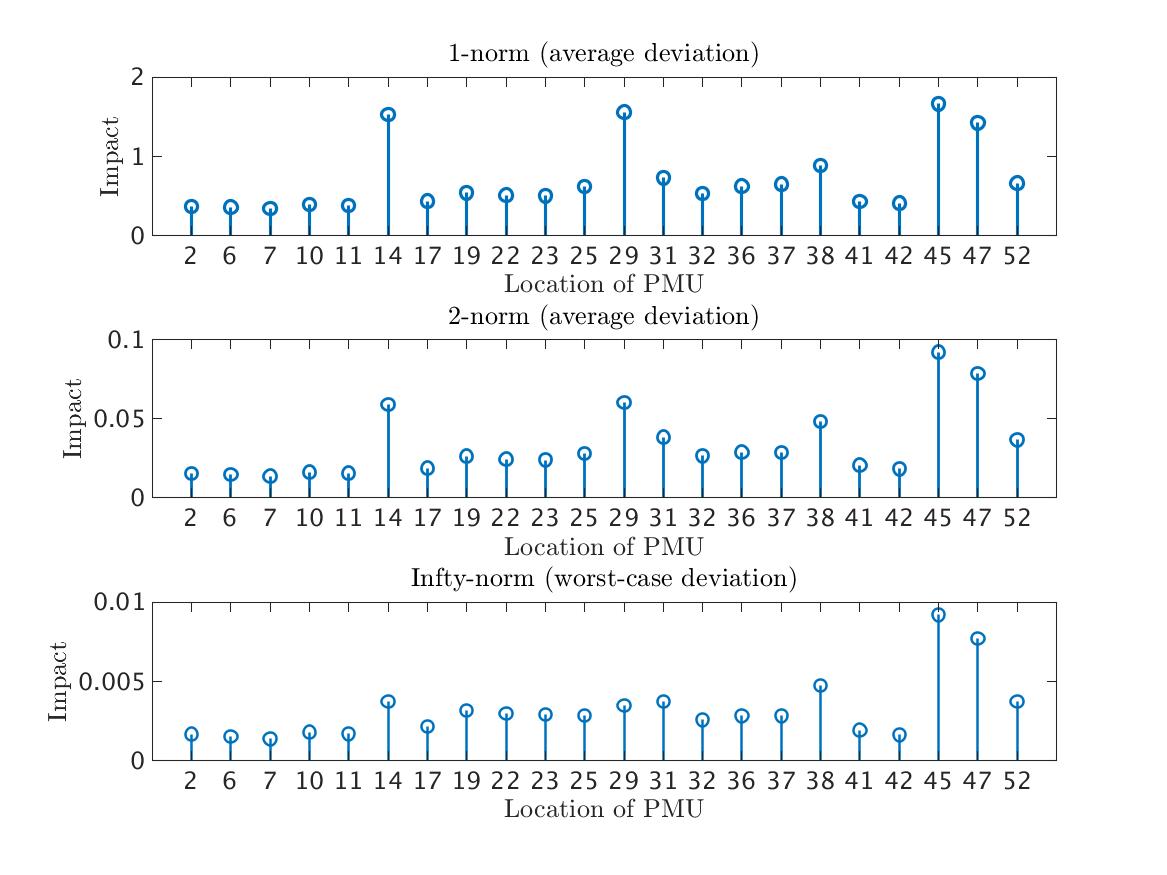 1-norm (average deviation)
2
1
0
Impact
2 6 7 10 11 14 17 19 22 23 25 29 31 32 36 37 38 41 42 45 47 52
Location of PMU
2-norm (average deviation)
0.1
0.05
0
Impact
2 6 7 10 11 14 17 19 22 23 25 29 31 32 36 37 38 41 42 45 47 52
Location of PMU
Infty-norm (worst-case deviation)
0.01
0.005
0
Impact
2 6 7 10 11 14 17 19 22 23 25 29 31 32 36 37 38 41 42 45 47 52
Location of PMU